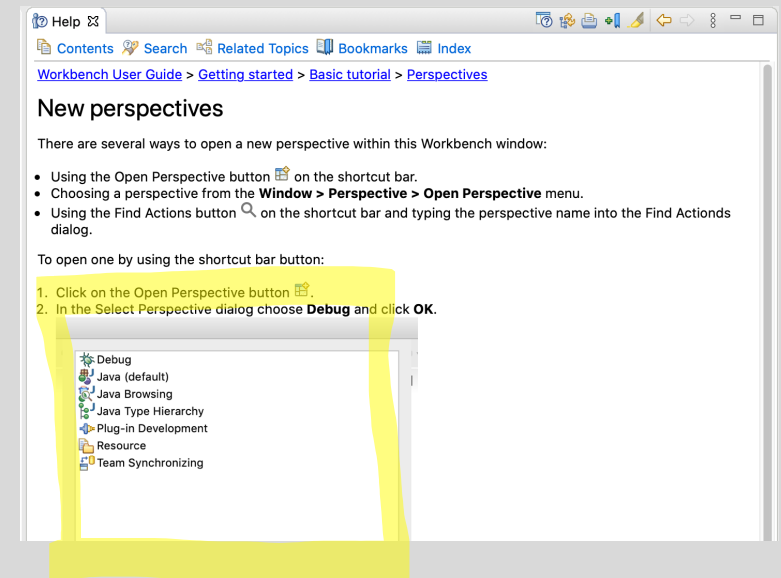 Help
Contents Search Related Topics Bookmarks Index
Workbench User Guide > Getting started > Basic tutorial > Perspectives
New perspectives
There are several ways to open a new perspective within this Workbench window:
• Using the Open Perspective button on the shortcut bar.
• Choosing a perspective from the Window > Perspective > Open Perspective menu.
• Using the Find Actions button on the shortcut bar and typing the perspective name into the Find Actionds
dialog.
To open one by using the shortcut bar button:
1. Click on the Open Perspective button .
2. In the Select Perspective dialog choose Debug and click OK.
Debug
Java (default)
Java Browsing
Java Type Hierarchy
Plug-in Development
Resource
Team Synchronizing